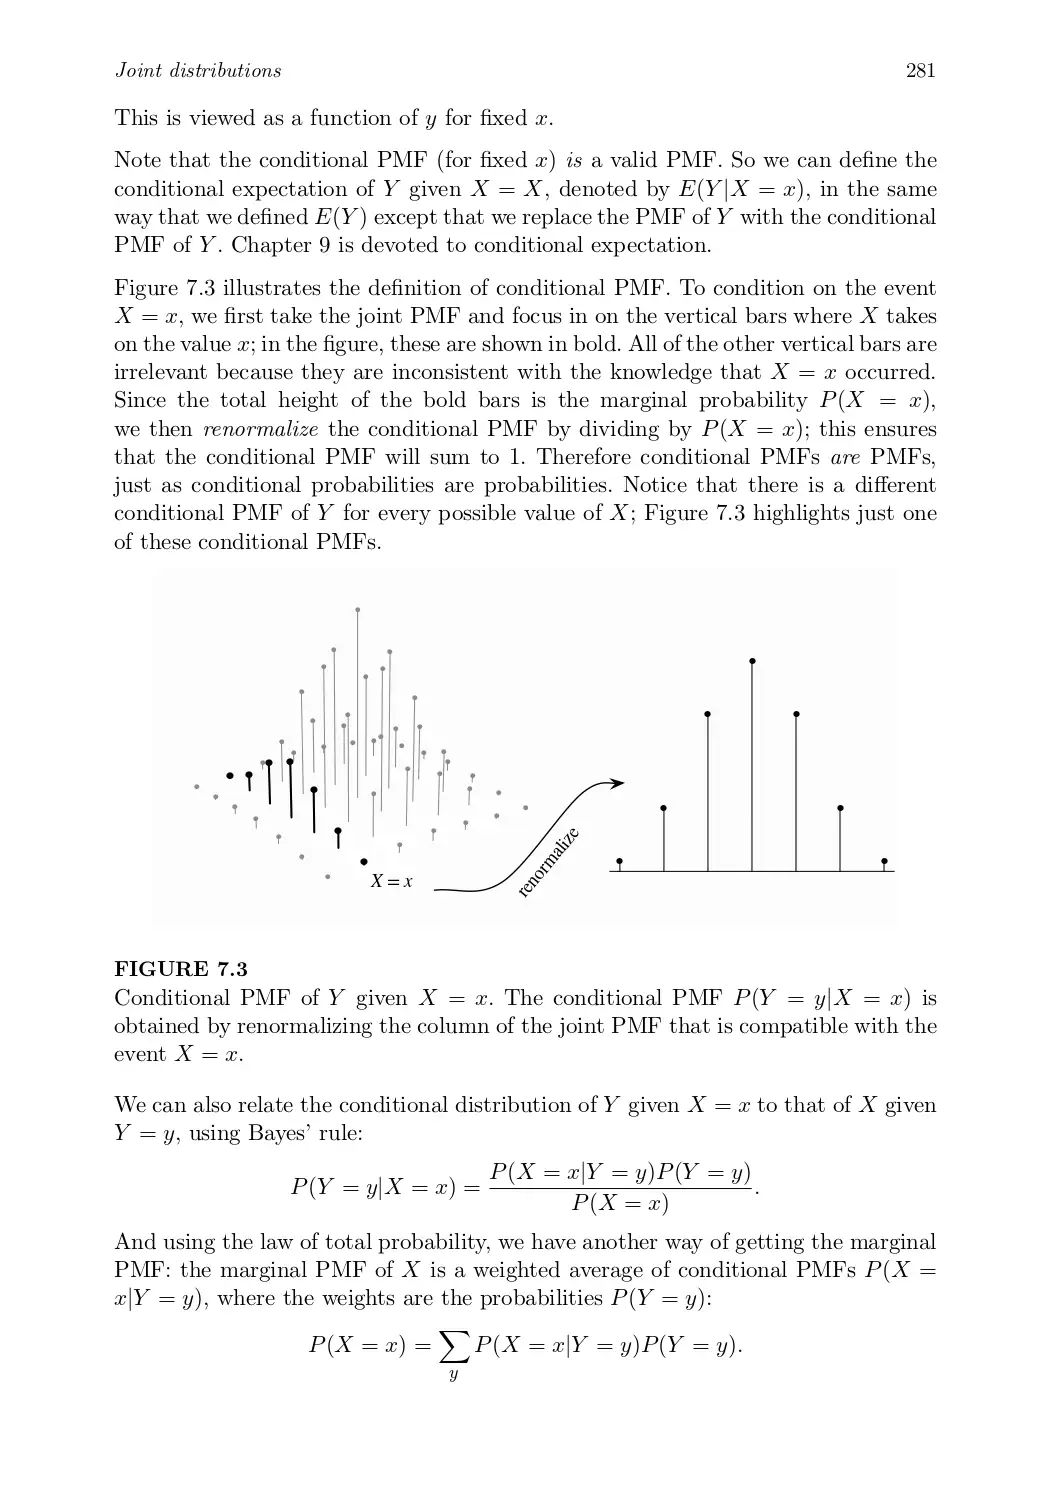 Joint distributions 281
This is viewed as a function of y for fixed x.
Note that the conditional PMF (for fixed x) is a valid PMF. So we can define the
conditional expectation of Y given X = X, denoted by E(Y|X = x), in the same
way that we defined E(Y) except that we replace the PMF of Y with the conditional
PMF of Y. Chapter 9 is devoted to conditional expectation.
Figure 7.3 illustrates the definition of conditional PMF. To condition on the event
X = x, we first take the joint PMF and focus in on the vertical bars where X takes
on the value x; in the figure, these are shown in bold. All of the other vertical bars are
irrelevant because they are inconsistent with the knowledge that X = x occurred.
Since the total height of the bold bars is the marginal probability P(X = x),
we then renormalize the conditional PMF by dividing by P(X = x); this ensures
that the conditional PMF will sum to 1. Therefore conditional PMFs are PMFs,
just as conditional probabilities are probabilities. Notice that there is a different
conditional PMF of Y for every possible value of X; Figure 7.3 highlights just one
of these conditional PMFs.
X = x
renormalize
FIGURE 7.3
Conditional PMF of Y given X = x. The conditional PMF P(Y = y|X = x) is
obtained by renormalizing the column of the joint PMF that is compatible with the
event X = x.
We can also relate the conditional distribution of Y given X = x to that of X given
Y = y, using Bayes' rule:
P(Y = y|X = x) = P(X = x|Y = y)P(Y = y) / P(X = x).
And using the law of total probability, we have another way of getting the marginal
PMF: the marginal PMF of X is a weighted average of conditional PMFs P(X =
x|Y = y), where the weights are the probabilities P(Y = y):
P(X = x) = ∑_y P(X = x|Y = y)P(Y = y).